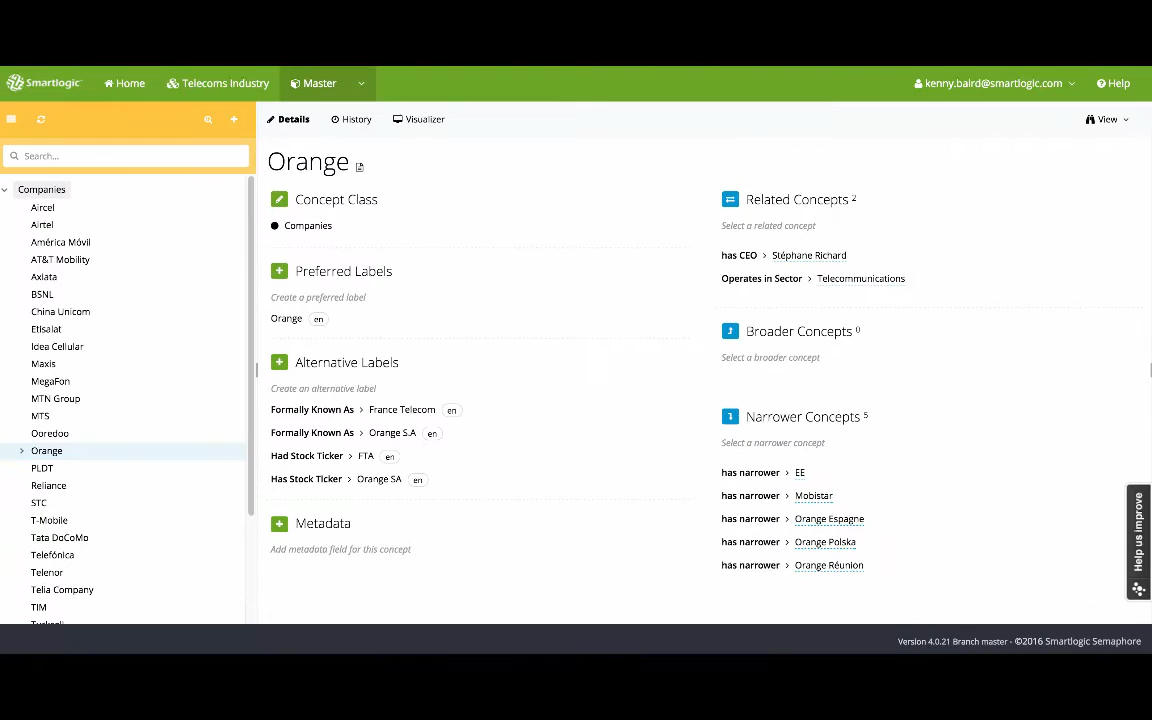 Smartlogic Home Telecoms Industry Master kenny.baird@smartlogic.com Help
Details History Visualizer View
Search...
Companies
Aircel
Airtel
América Móvil
AT&T Mobility
Axiata
BSNL
China Unicom
Etisalat
Idea Cellular
Maxis
MegaFon
MTN Group
MTS
Ooredoo
Orange
PLDT
Reliance
STC
T-Mobile
Tata DoCoMo
Telefónica
Telenor
Telia Company
TIM
Orange
Concept Class
Companies
Preferred Labels
Create a preferred label
Orange en
Alternative Labels
Create an alternative label
Formally Known As > France Telecom en
Formally Known As > Orange S.A en
Had Stock Ticker > FTA en
Has Stock Ticker > Orange SA en
Metadata
Add metadata field for this concept
Related Concepts 2
Select a related concept
has CEO > Stéphane Richard
Operates in Sector > Telecommunications
Broader Concepts 0
Select a broader concept
Narrower Concepts 5
Select a narrower concept
has narrower > EE
has narrower > Mobistar
has narrower > Orange Espagne
has narrower > Orange Polska
has narrower > Orange Réunion
Help us improve
Version 4.0.21 Branch master - ©2016 Smartlogic Semaphore